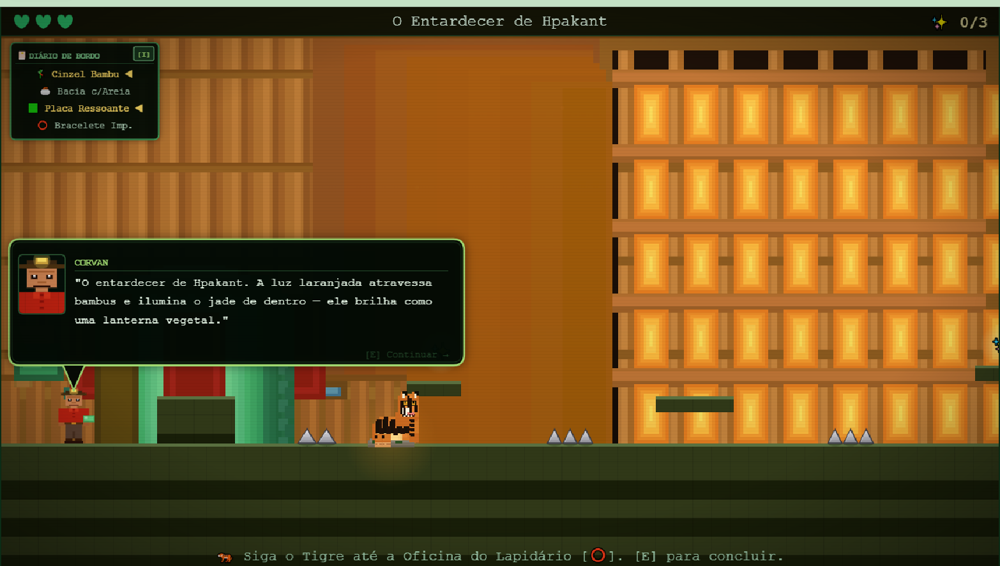 O Entardecer de Hpakant
0/3
DIÁRIO DE BORDO [I]
Cinzel Bambu ◀
Bacia c/Areia
Placa Ressoante ◀
Bracelete Imp.
CORVAN
"O entardecer de Hpakant. A luz laranjada atravessa
bambus e ilumina o jade de dentro — ele brilha como
uma lanterna vegetal."
[E] Continuar →
Siga o Tigre até a Oficina do Lapidário [⭕]. [E] para concluir.